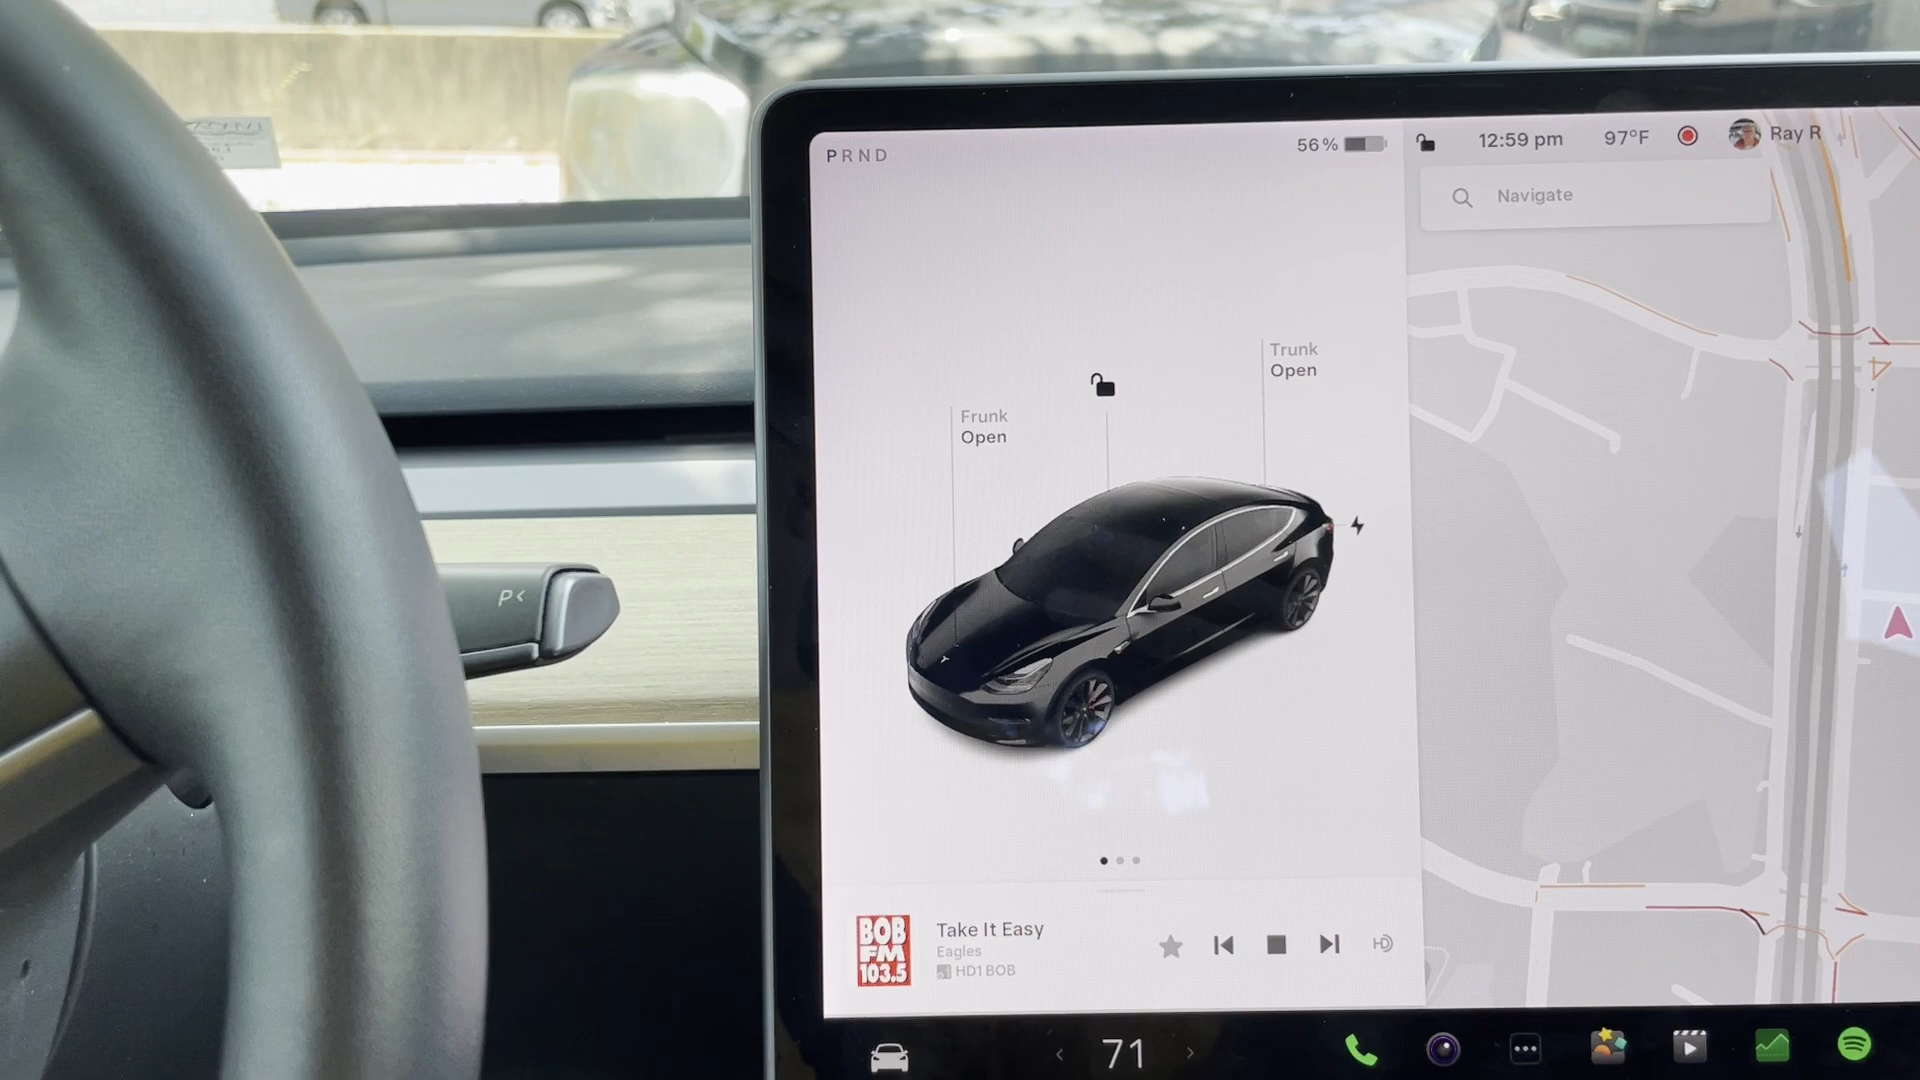 PRND
56%
12:59 pm
97°F
Ray R
Navigate
Trunk
Open
Frunk
Open
P<
BOB
FM
103.5
Take It Easy
Eagles
HD1 BOB
HD
< 71 >